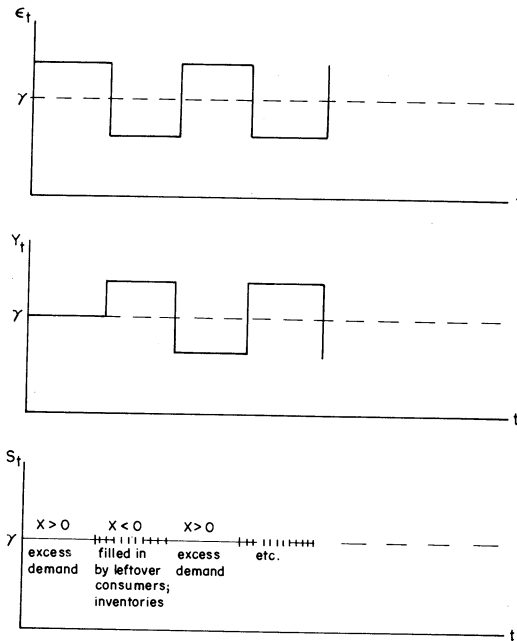 ϵt
γ
Yt
γ
t
St
X > 0 X < 0 X > 0
γ
excess demand
filled in by leftover consumers; inventories
excess demand
etc.
t